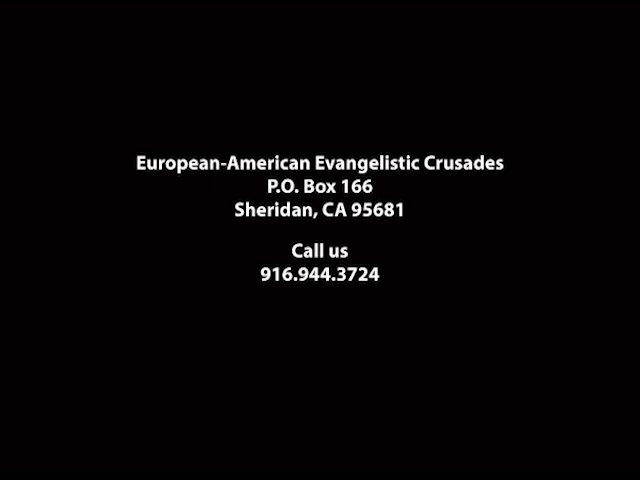 European-American Evangelistic Crusades
P.O. Box 166
Sheridan, CA 95681
Call us
916.944.3724